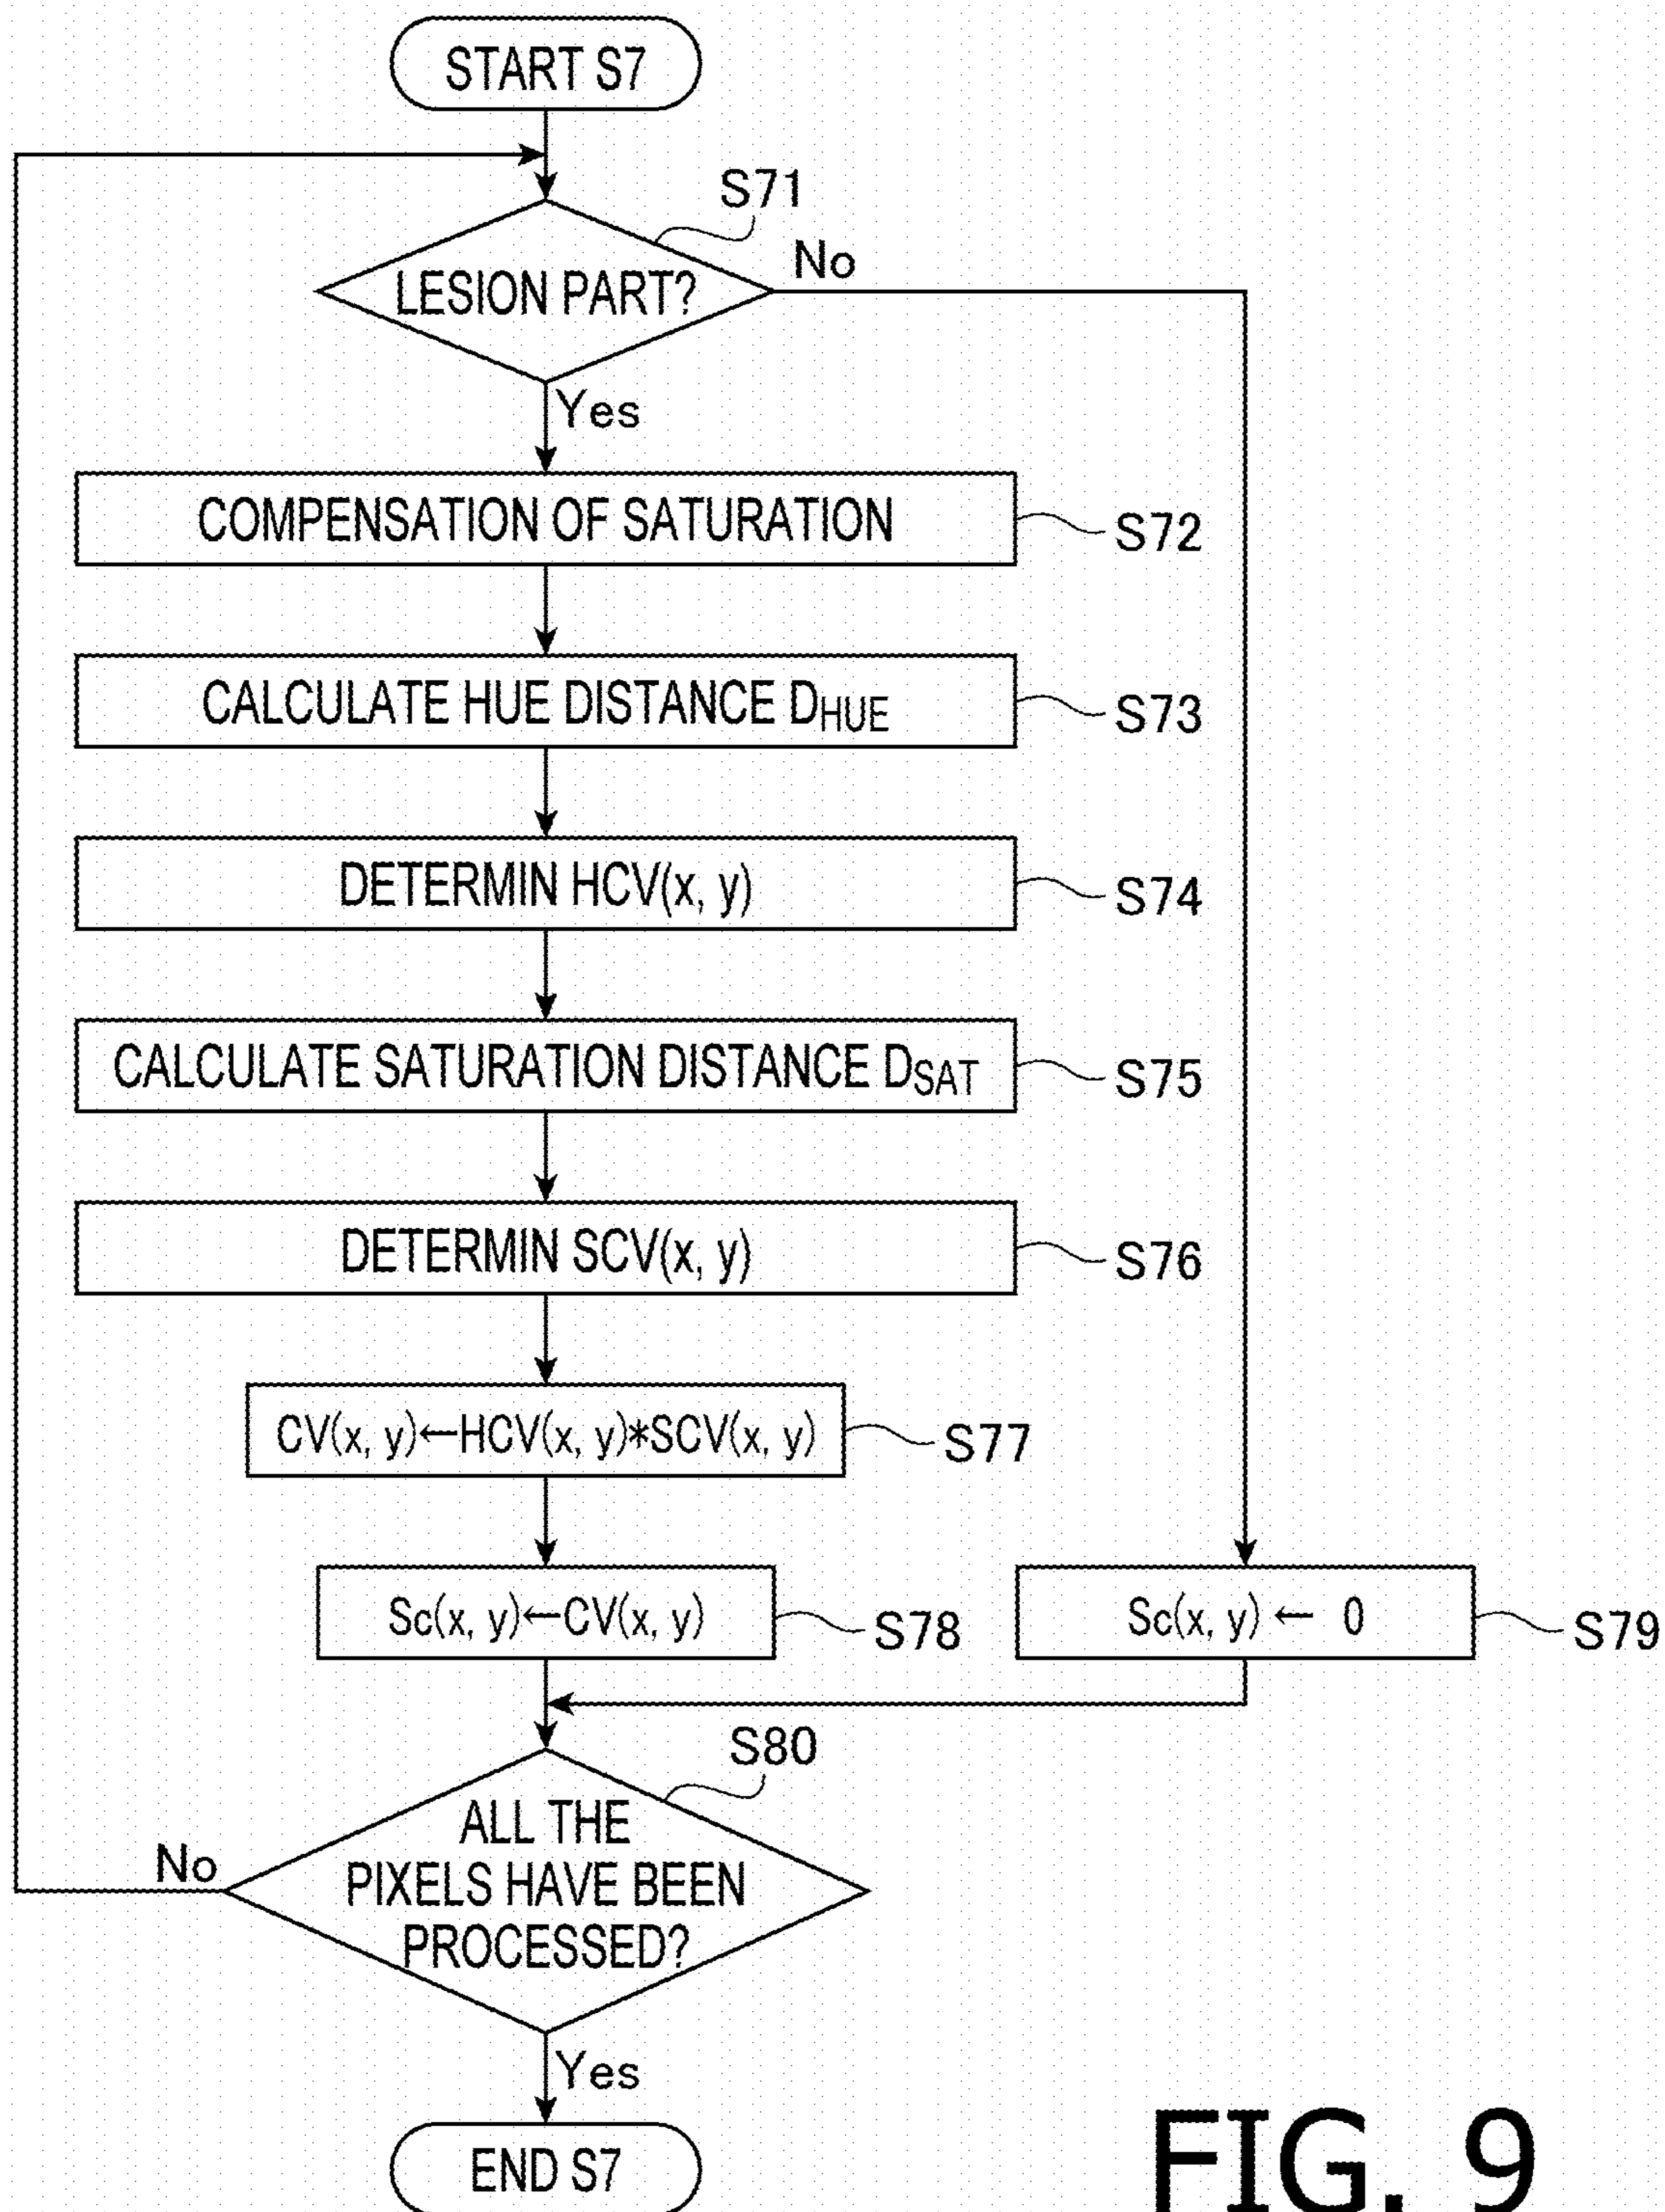 START S7
S71
LESION PART?
No
Yes
COMPENSATION OF SATURATION
S72
CALCULATE HUE DISTANCE DHUE
S73
DETERMIN HCV(x, y)
S74
CALCULATE SATURATION DISTANCE DSAT
S75
DETERMIN SCV(x, y)
S76
CV(x, y)←HCV(x, y)*SCV(x, y)
S77
Sc(x, y)←CV(x, y)
S78
Sc(x, y) ← 0
S79
S80
ALL THE
PIXELS HAVE BEEN
PROCESSED?
No
Yes
END S7
FIG. 9